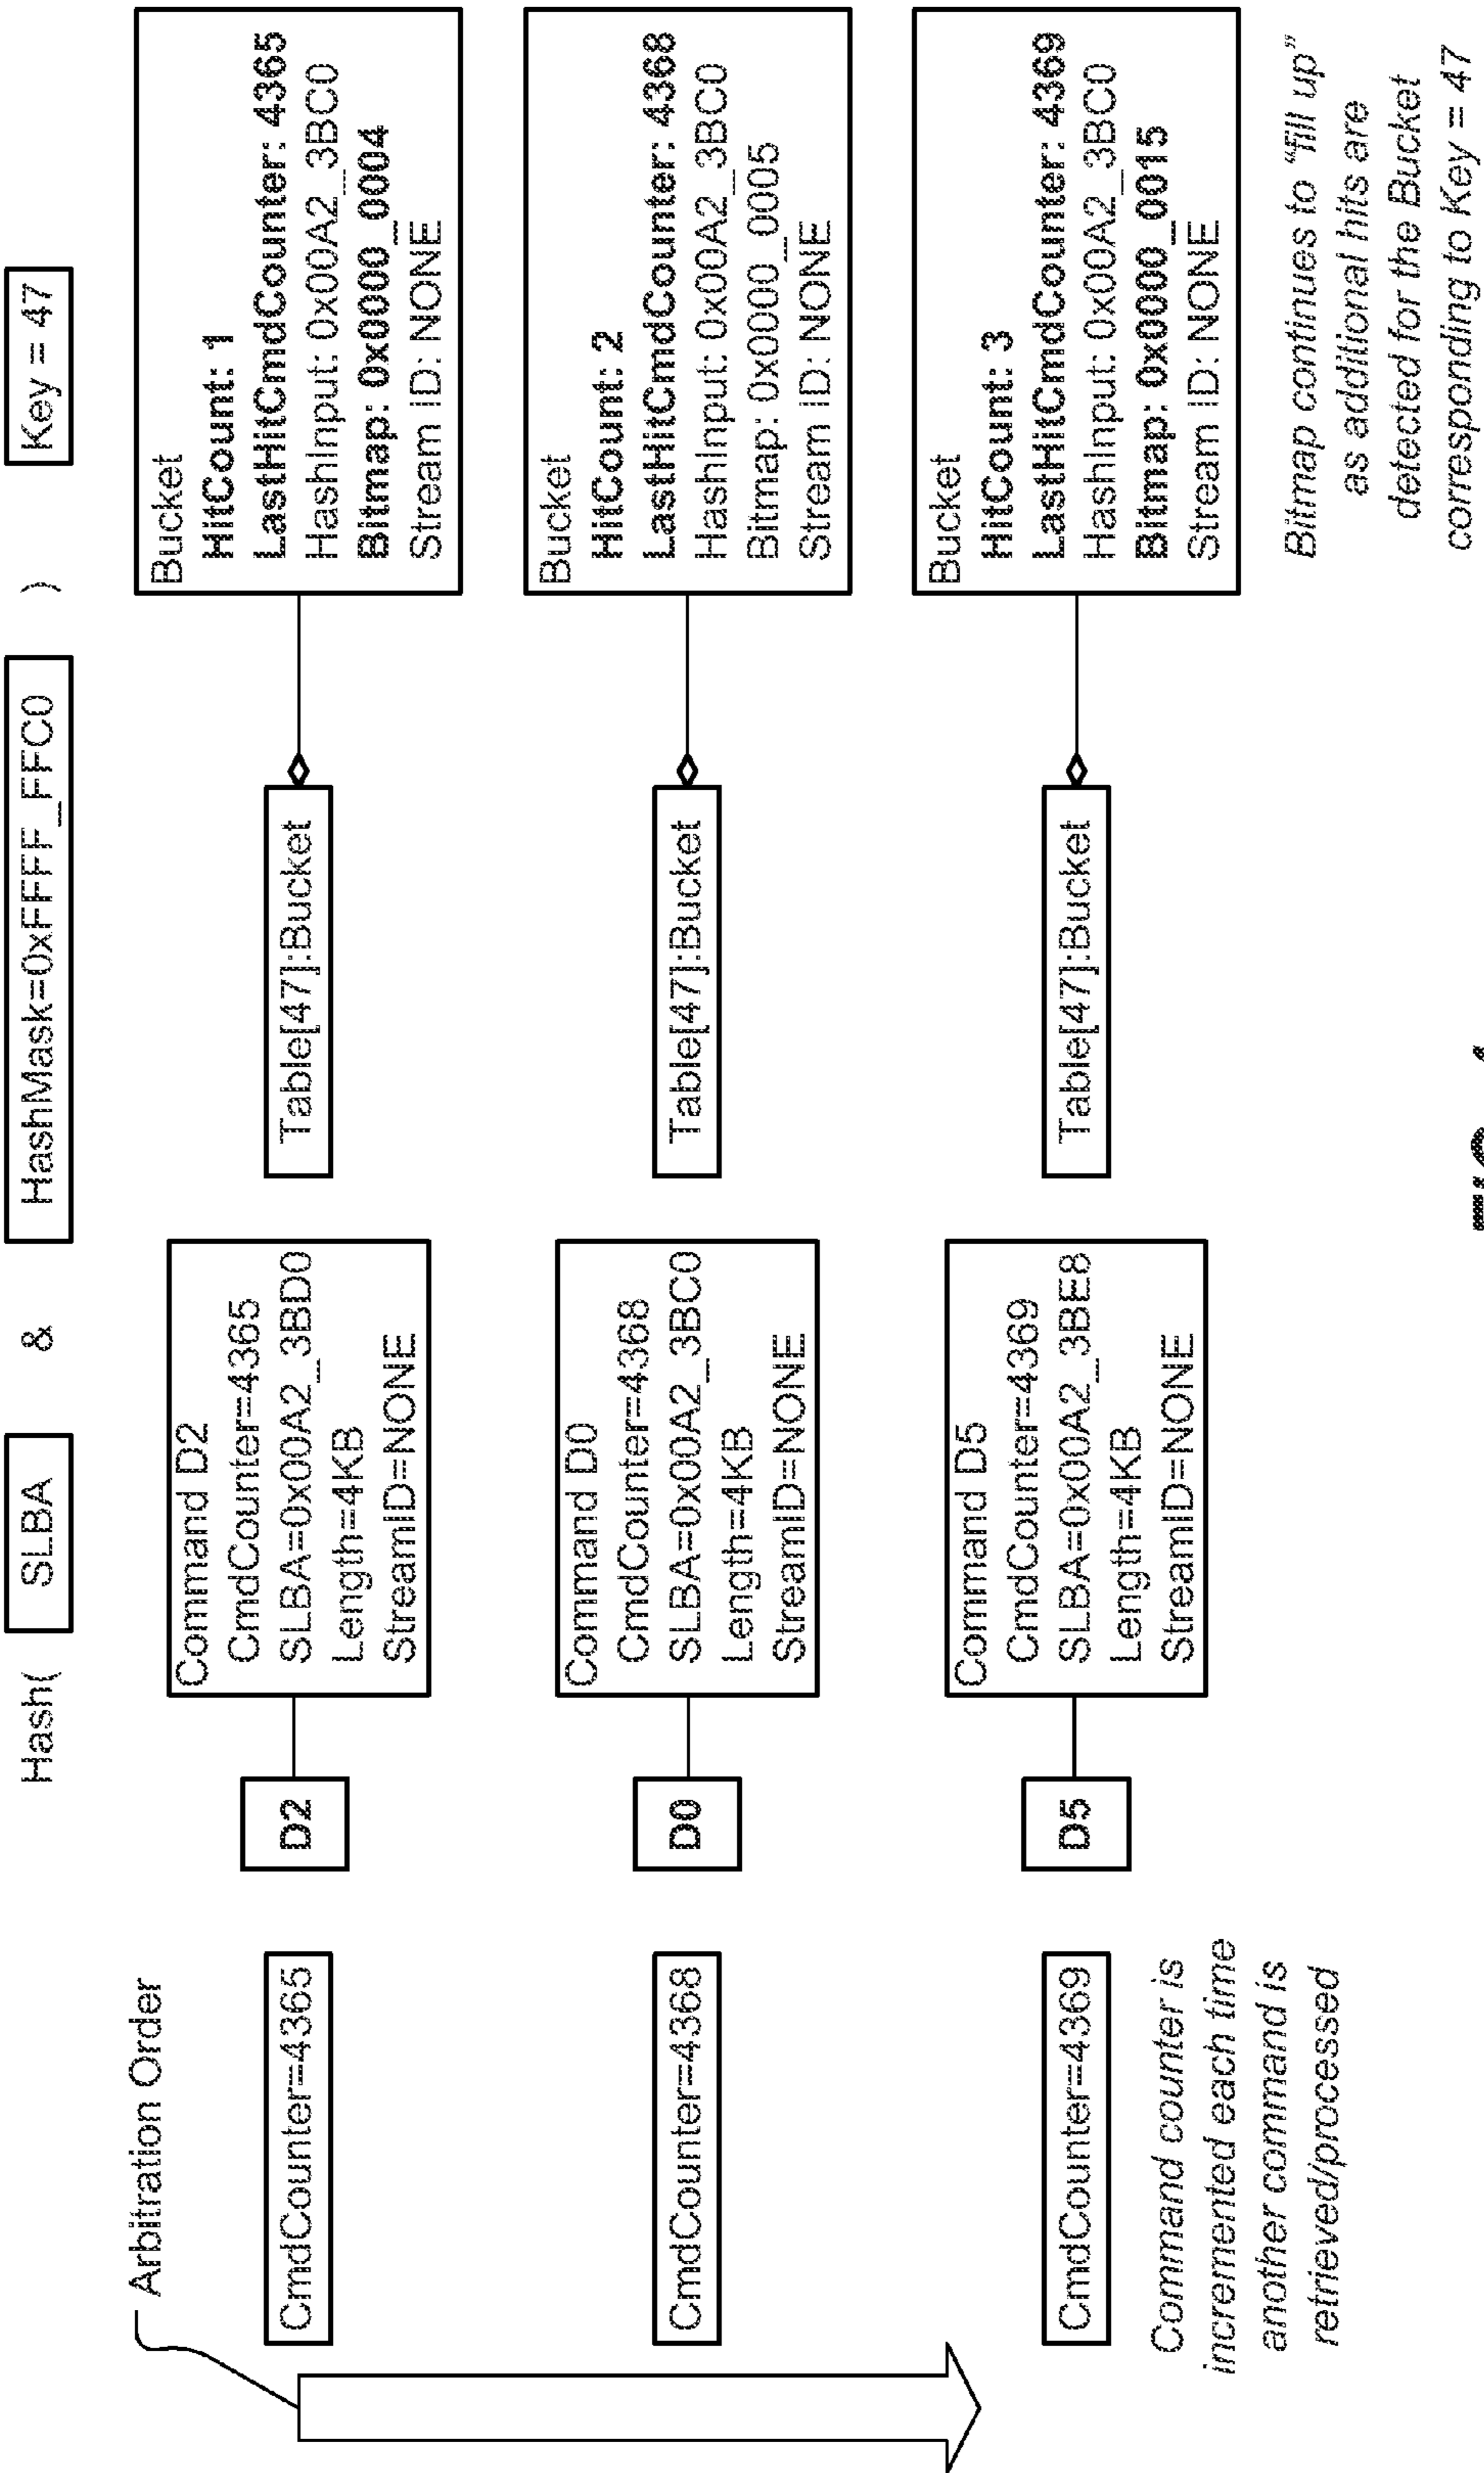 Hash( SLBA & HashMask=0xFFFF_FFC0 ) Key = 47
Arbitration Order
CmdCounter=4365
D2
Command D2
CmdCounter=4365
SLBA=0x00A2_3BD0
Length=4KB
StreamID=NONE
Table[47]:Bucket
Bucket
HitCount: 1
LastHitCmdCounter: 4365
HashInput: 0x00A2_3BC0
Bitmap: 0x0000_0004
Stream ID: NONE
CmdCounter=4368
D0
Command D0
CmdCounter=4368
SLBA=0x00A2_3BC0
Length=4KB
StreamID=NONE
Table[47]:Bucket
Bucket
HitCount: 2
LastHitCmdCounter: 4368
HashInput: 0x00A2_3BC0
Bitmap: 0x0000_0005
Stream ID: NONE
CmdCounter=4369
D5
Command D5
CmdCounter=4369
SLBA=0x00A2_3BE8
Length=4KB
StreamID=NONE
Table[47]:Bucket
Bucket
HitCount: 3
LastHitCmdCounter: 4369
HashInput: 0x00A2_3BC0
Bitmap: 0x0000_0015
Stream ID: NONE
Command counter is
incremented each time
another command is
retrieved/processed
Bitmap continues to “fill up”
as additional hits are
detected for the Bucket
corresponding to Key = 47